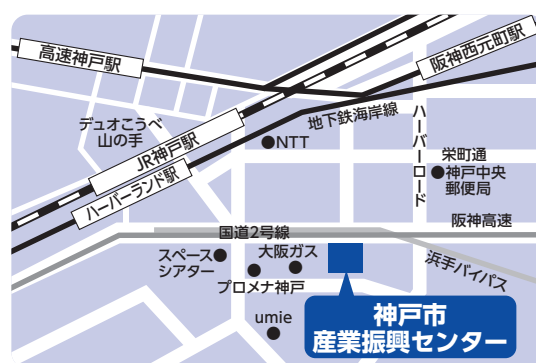 高速神戸駅
阪神西元町駅
デュオこうべ
山の手
JR神戸駅
ハーバーランド駅
地下鉄海岸線
NTT
ハーバーロード
栄町通
神戸中央
郵便局
国道2号線
阪神高速
スペース
シアター
大阪ガス
プロメナ神戸
浜手バイパス
umie
神戸市
産業振興センター